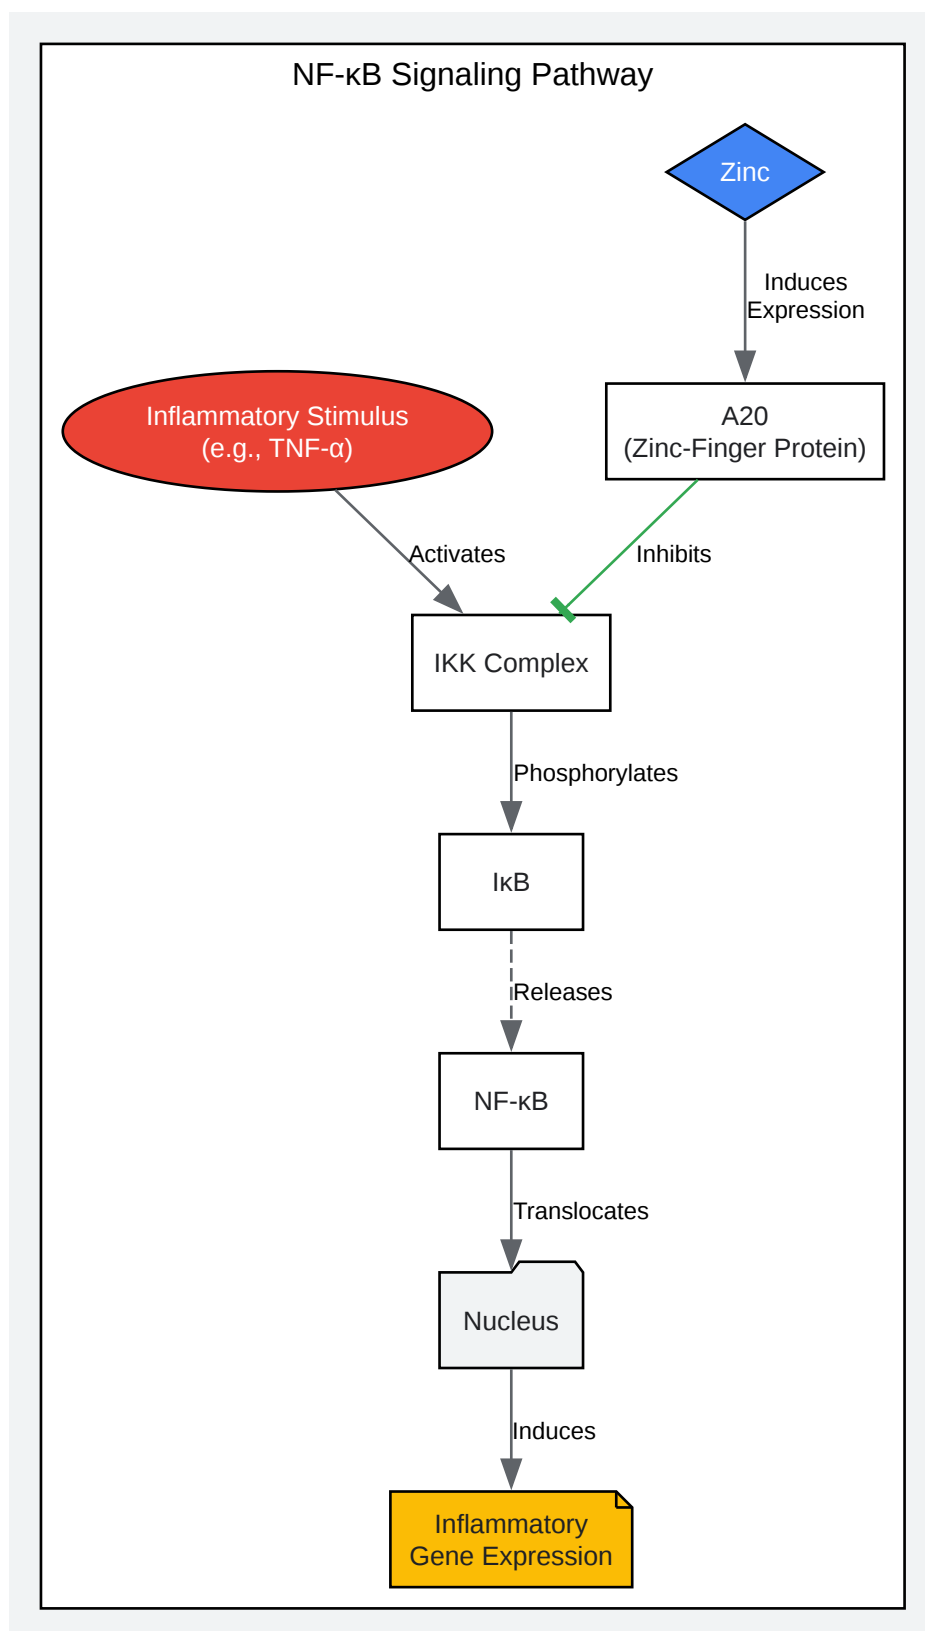 NF-κB Signaling Pathway
Zinc
Induces
Expression
Inflammatory Stimulus
(e.g., TNF-α)
A20
(Zinc-Finger Protein)
Activates
Inhibits
IKK Complex
Phosphorylates
IκB
Releases
NF-κB
Translocates
Nucleus
Induces
Inflammatory
Gene Expression